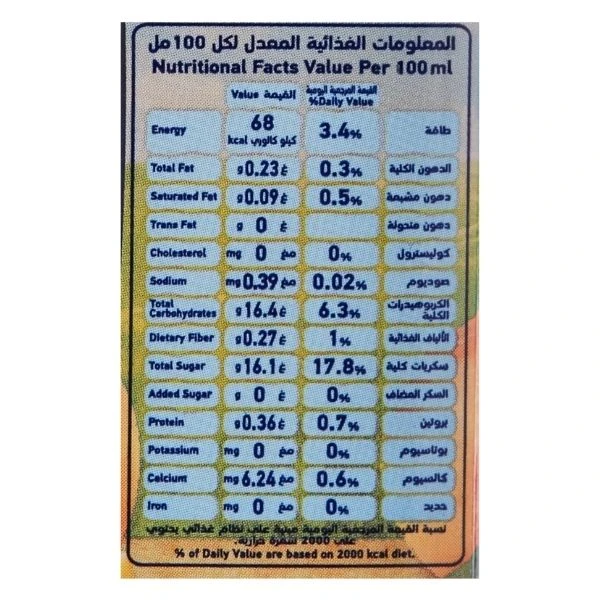 المعلومات الغذائية المعدل لكل 100 مل
Nutritional Facts Value Per 100 ml
القيمة Value القيمة المرجعية اليومية %Daily Value
Energy 68 كيلو كالوري kcal 3.4% طاقة
Total Fat g 0.23 غ 0.3% الدهون الكلية
Saturated Fat g 0.09 غ 0.5% دهون مشبعة
Trans Fat g 0 غ دهون متحولة
Cholesterol mg 0 مغ 0% كوليسترول
Sodium mg 0.39 مغ 0.02% صوديوم
Total Carbohydrates g 16.4 غ 6.3% الكربوهيدرات الكلية
Dietary Fiber g 0.27 غ 1% الألياف الغذائية
Total Sugar g 16.1 غ 17.8% سكريات كلية
Added Sugar g 0 غ 0% السكر المضاف
Protein g 0.36 غ 0.7% بروتين
Potassium mg 0 مغ 0% بوتاسيوم
Calcium mg 6.24 مغ 0.6% كالسيوم
Iron mg 0 مغ 0% حديد
نسبة القيمة المرجعية اليومية مبنية على نظام غذائي يحتوي
على 2000 سعرة حرارية.
% of Daily Value are based on 2000 kcal diet.